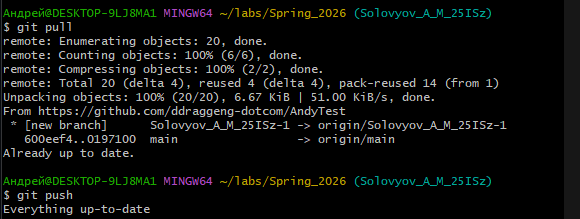 Андрей@DESKTOP-9LJ8MA1 MINGW64 ~/labs/Spring_2026 (Solovyov_A_M_25ISz)
$ git pull
remote: Enumerating objects: 20, done.
remote: Counting objects: 100% (6/6), done.
remote: Compressing objects: 100% (2/2), done.
remote: Total 20 (delta 4), reused 4 (delta 4), pack-reused 14 (from 1)
Unpacking objects: 100% (20/20), 6.67 KiB | 51.00 KiB/s, done.
From https://github.com/ddraggeng-dotcom/AndyTest
 * [new branch]      Solovyov_A_M_25ISz-1 -> origin/Solovyov_A_M_25ISz-1
   600eef4..0197100  main                 -> origin/main
Already up to date.
Андрей@DESKTOP-9LJ8MA1 MINGW64 ~/labs/Spring_2026 (Solovyov_A_M_25ISz)
$ git push
Everything up-to-date